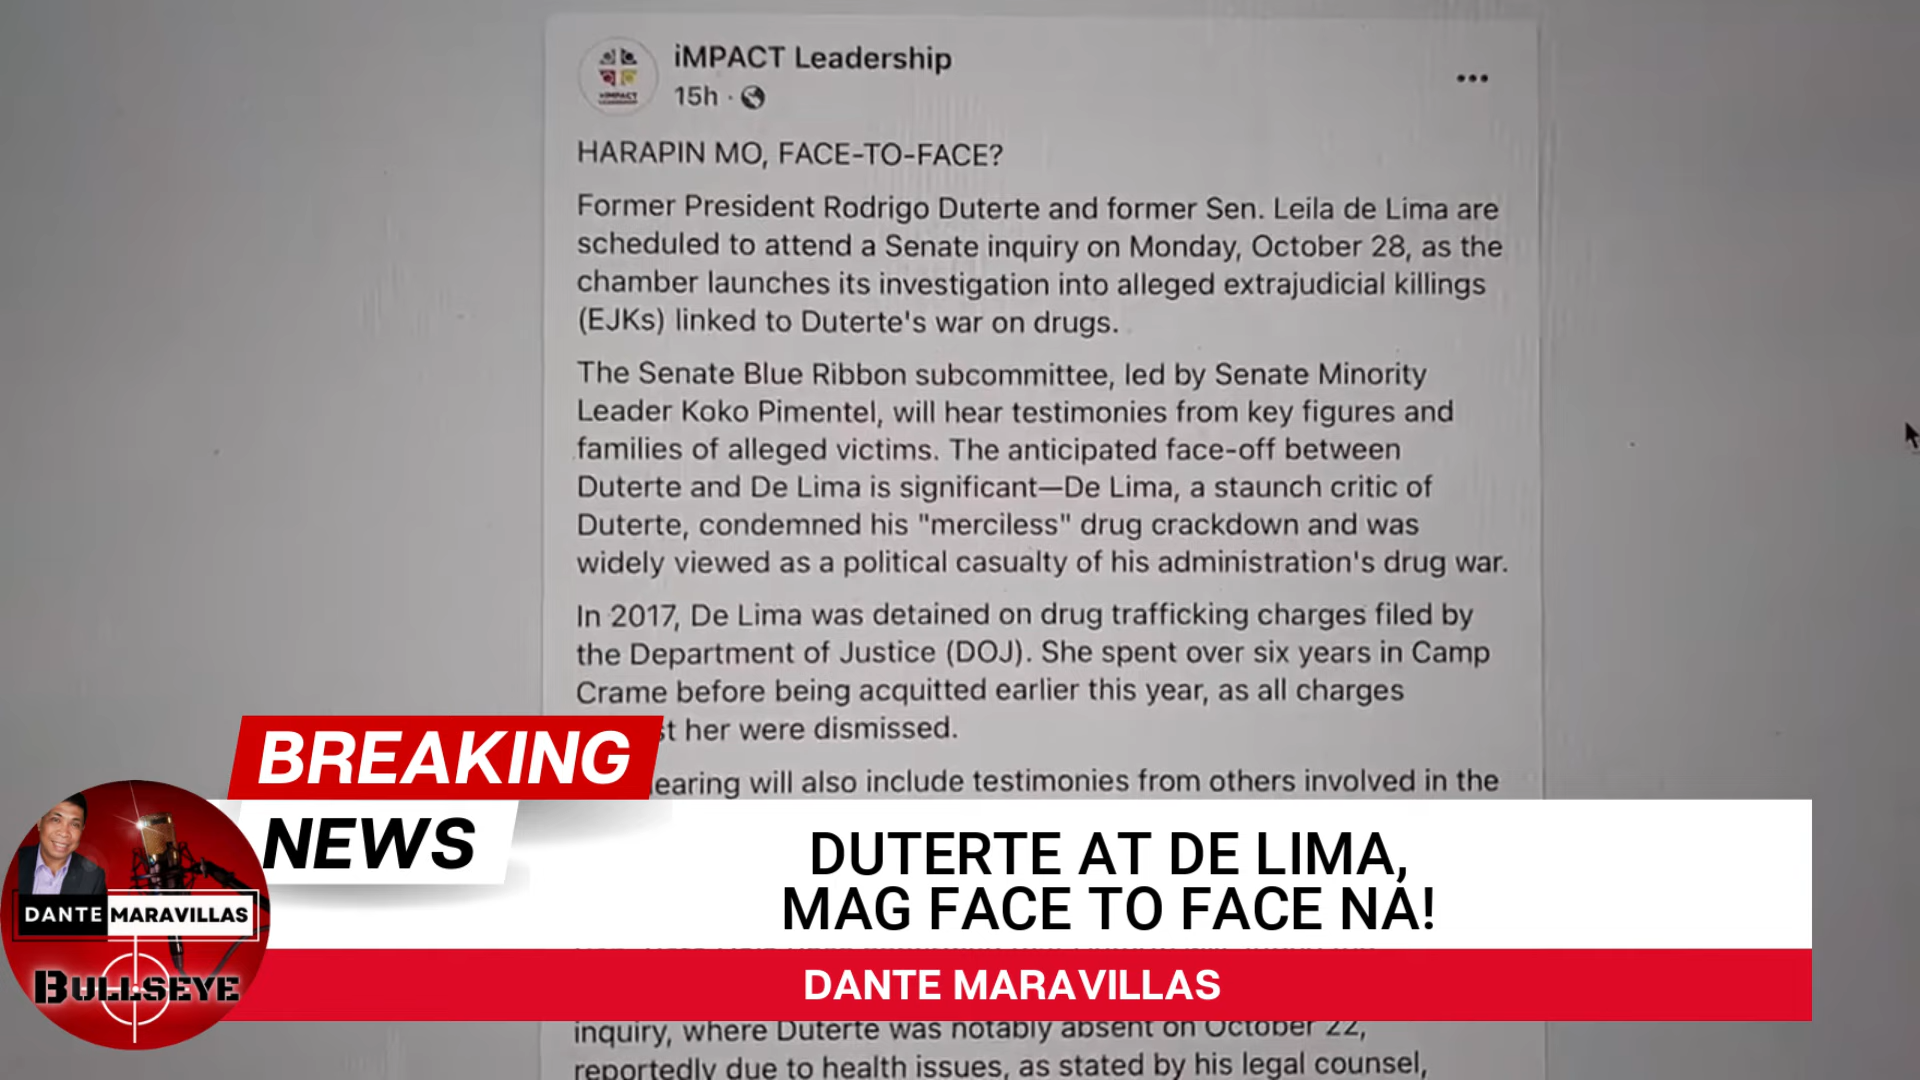 iMPACT Leadership
15h ·
HARAPIN MO, FACE-TO-FACE?
Former President Rodrigo Duterte and former Sen. Leila de Lima are
scheduled to attend a Senate inquiry on Monday, October 28, as the
chamber launches its investigation into alleged extrajudicial killings
(EJKs) linked to Duterte's war on drugs.
The Senate Blue Ribbon subcommittee, led by Senate Minority
Leader Koko Pimentel, will hear testimonies from key figures and
families of alleged victims. The anticipated face-off between
Duterte and De Lima is significant—De Lima, a staunch critic of
Duterte, condemned his "merciless" drug crackdown and was
widely viewed as a political casualty of his administration's drug war.
In 2017, De Lima was detained on drug trafficking charges filed by
the Department of Justice (DOJ). She spent over six years in Camp
Crame before being acquitted earlier this year, as all charges
her were dismissed.
will also include testimonies from others involved in the
BREAKING
NEWS
DUTERTE AT DE LIMA,
MAG FACE TO FACE NA!
DANTE MARAVILLAS
DANTE MARAVILLAS
BULLSEYE
inquiry, where Duterte was notably absent on October 22,
reportedly due to health issues, as stated by his legal counsel,